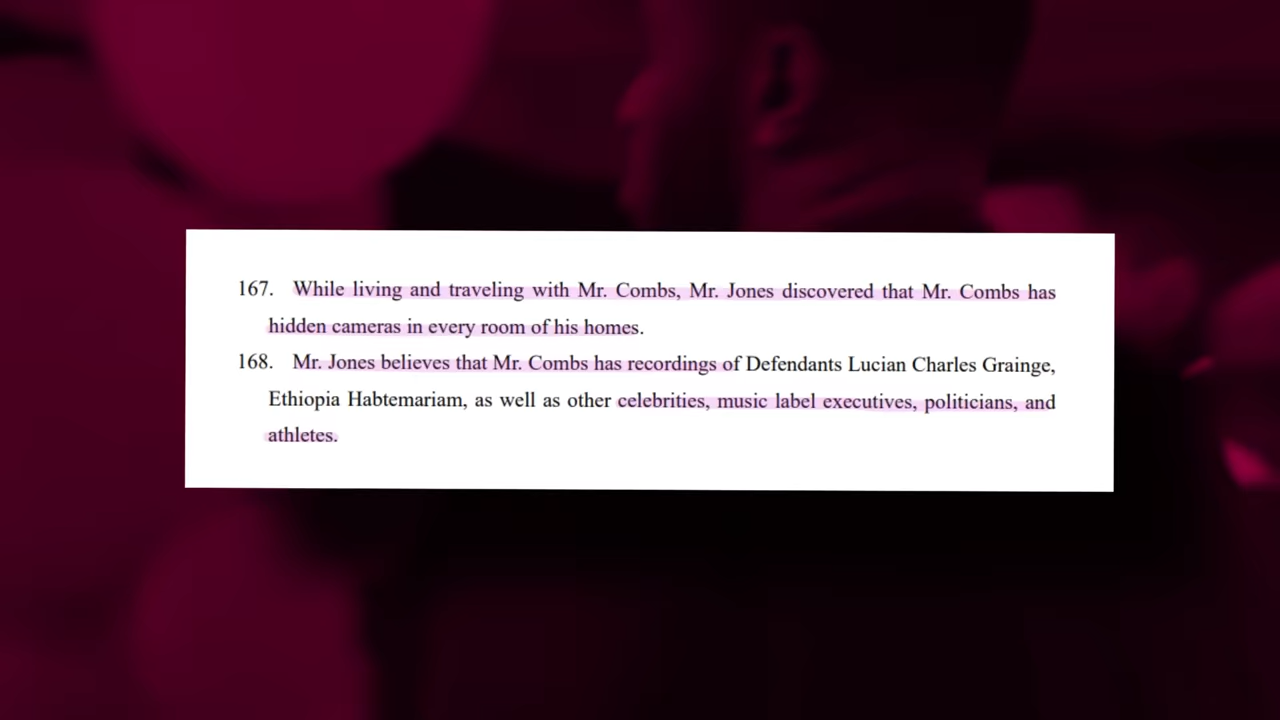 167. While living and traveling with Mr. Combs, Mr. Jones discovered that Mr. Combs has
hidden cameras in every room of his homes.
168. Mr. Jones believes that Mr. Combs has recordings of Defendants Lucian Charles Grainge,
Ethiopia Habtemariam, as well as other celebrities, music label executives, politicians, and
athletes.